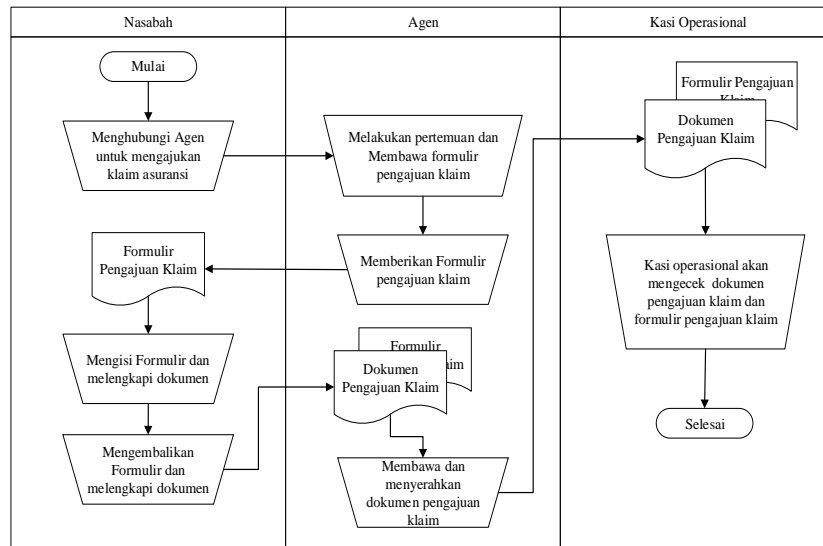 Nasabah
Agen
Kasi Operasional
Mulai
Menghubungi Agen
untuk mengajukan
klaim asuransi
Melakukan pertemuan dan
Membawa formulir
pengajuan klaim
Formulir Pengajuan
Klaim
Dokumen
Pengajuan Klaim
Formulir
Pengajuan Klaim
Memberikan Formulir
pengajuan klaim
Kasi operasional akan
mengecek dokumen
pengajuan klaim dan
formulir pengajuan klaim
Mengisi Formulir dan
melengkapi dokumen
Formulir
Dokumen
Pengajuan Klaim
Selesai
Mengembalikan
Formulir dan
melengkapi dokumen
Membawa dan
menyerahkan
dokumen pengajuan
klaim